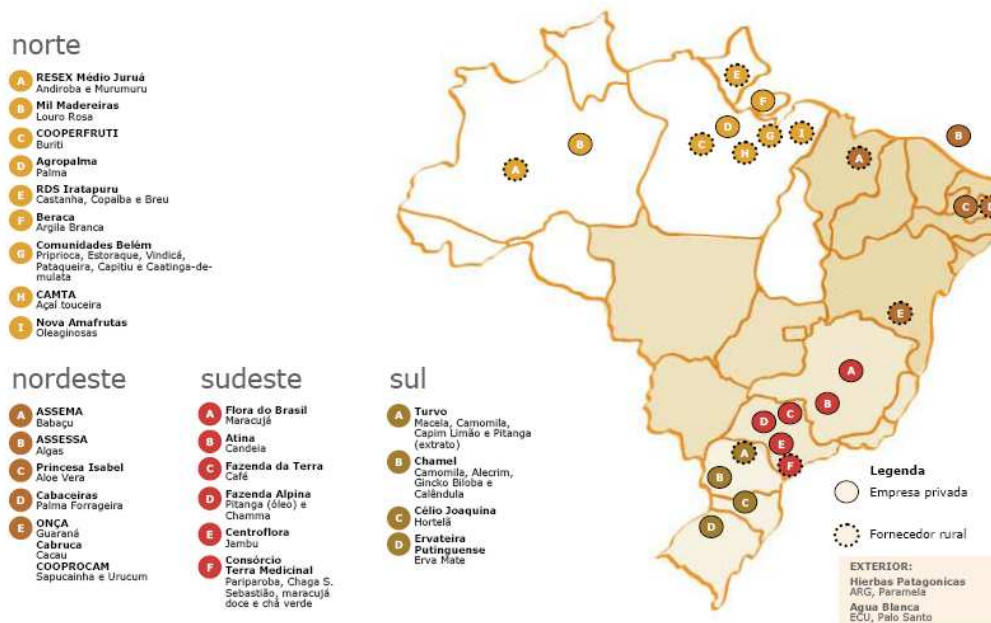 norte
A RESEX Médio Juruá
Andiroba e Murumuru
B Mil Madereiras
Louro Rosa
C COOPERFRUTI
Buriti
D Agropalma
Palma
E RDS Iratapuru
Castanha, Copaíba e Breu
F Beraca
Argila Branca
G Comunidades Belém
Priprioca, Estoraque, Vindicá,
Pataqueira, Capitiu e Caatinga-de-
mulata
H CAMTA
Açaí touceira
I Nova Amafrutas
Oleaginosas
nordeste
A ASSEMA
Babaçu
B ASSESSA
Algas
C Princesa Isabel
Aloe Vera
D Cabaceiras
Palma Forrageira
E ONÇA
Guaraná
Cabruca
Cacau
COOPROCAM
Sapucainha e Urucum
sudeste
A Flora do Brasil
Maracujá
B Atina
Candeia
C Fazenda da Terra
Café
D Fazenda Alpina
Pitanga (óleo) e
Chamma
E Centroflora
Jambu
F Consórcio
Terra Medicinal
Pariparoba, Chaga S.
Sebastião, maracujá
doce e chá verde
sul
A Turvo
Macela, Camomila,
Capim Limão e Pitanga
(extrato)
B Chamel
Camomila, Alecrim,
Gincko Biloba e
Calêndula
C Célio Joaquina
Hortelã
D Ervateira
Putinguense
Erva Mate
E
F
D
C
G
I
H
B
A
A
B
C
E
A
B
C
D
E
F
A
B
C
D
Legenda
Empresa privada
Fornecedor rural
EXTERIOR:
Hierbas Patagonicas
ARG, Paramela
Agua Blanca
ECU, Palo Santo